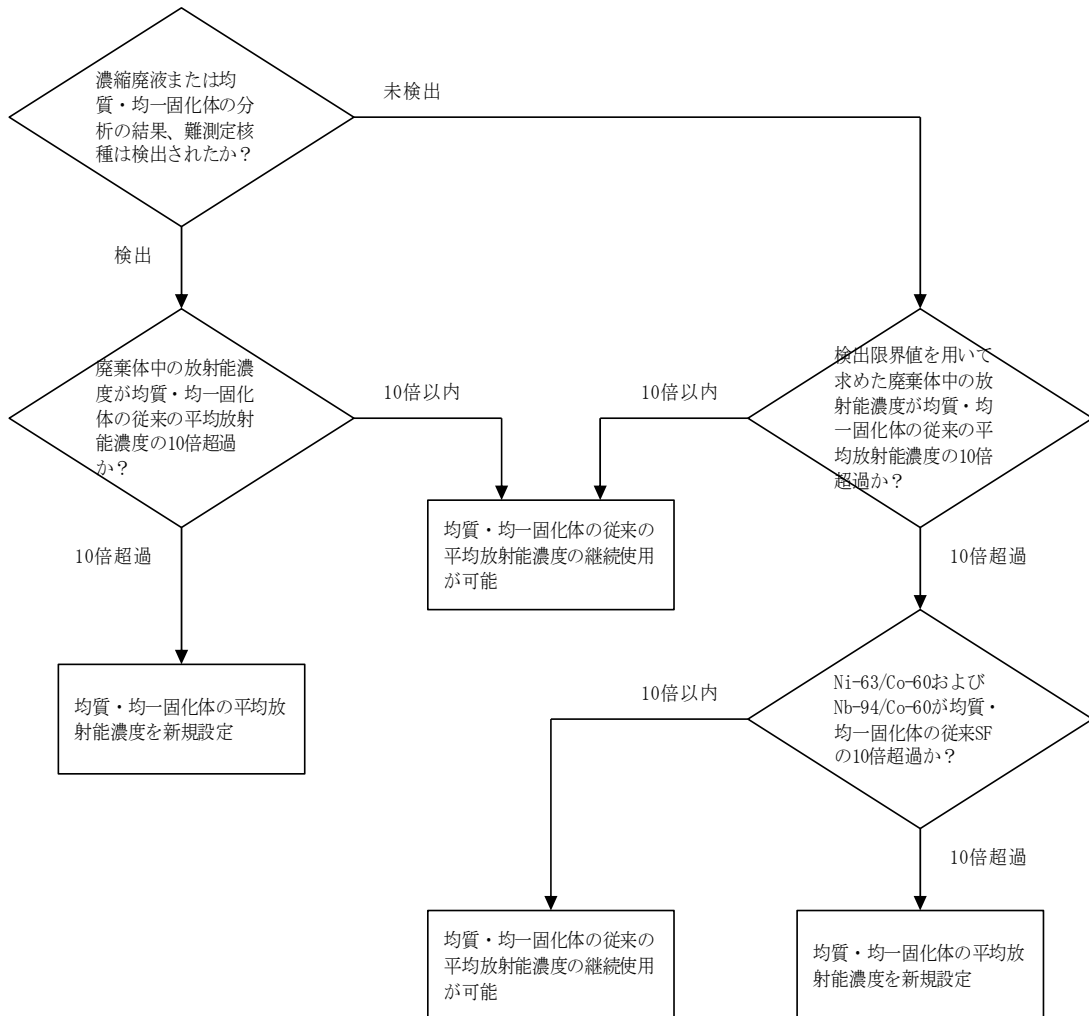 濃縮廃液または均
質・均一固化体の分
析の結果、難測定核
種は検出されたか？
未検出
検出
廃棄体中の放射能濃
度が均質・均一固化
体の従来の平均放射
能濃度の10倍超過
か？
10倍以内
10倍以内
検出限界値を用いて
求めた廃棄体中の放
射能濃度が均質・均
一固化体の従来の平
均放射能濃度の10倍
超過か？
10倍超過
均質・均一固化体の従来の
平均放射能濃度の継続使用
が可能
10倍超過
均質・均一固化体の平均放
射能濃度を新規設定
10倍以内
Ni-63/Co-60および
Nb-94/Co-60が均質・
均一固化体の従来SF
の10倍超過か？
10倍超過
均質・均一固化体の従来の
平均放射能濃度の継続使用
が可能
均質・均一固化体の平均放
射能濃度を新規設定